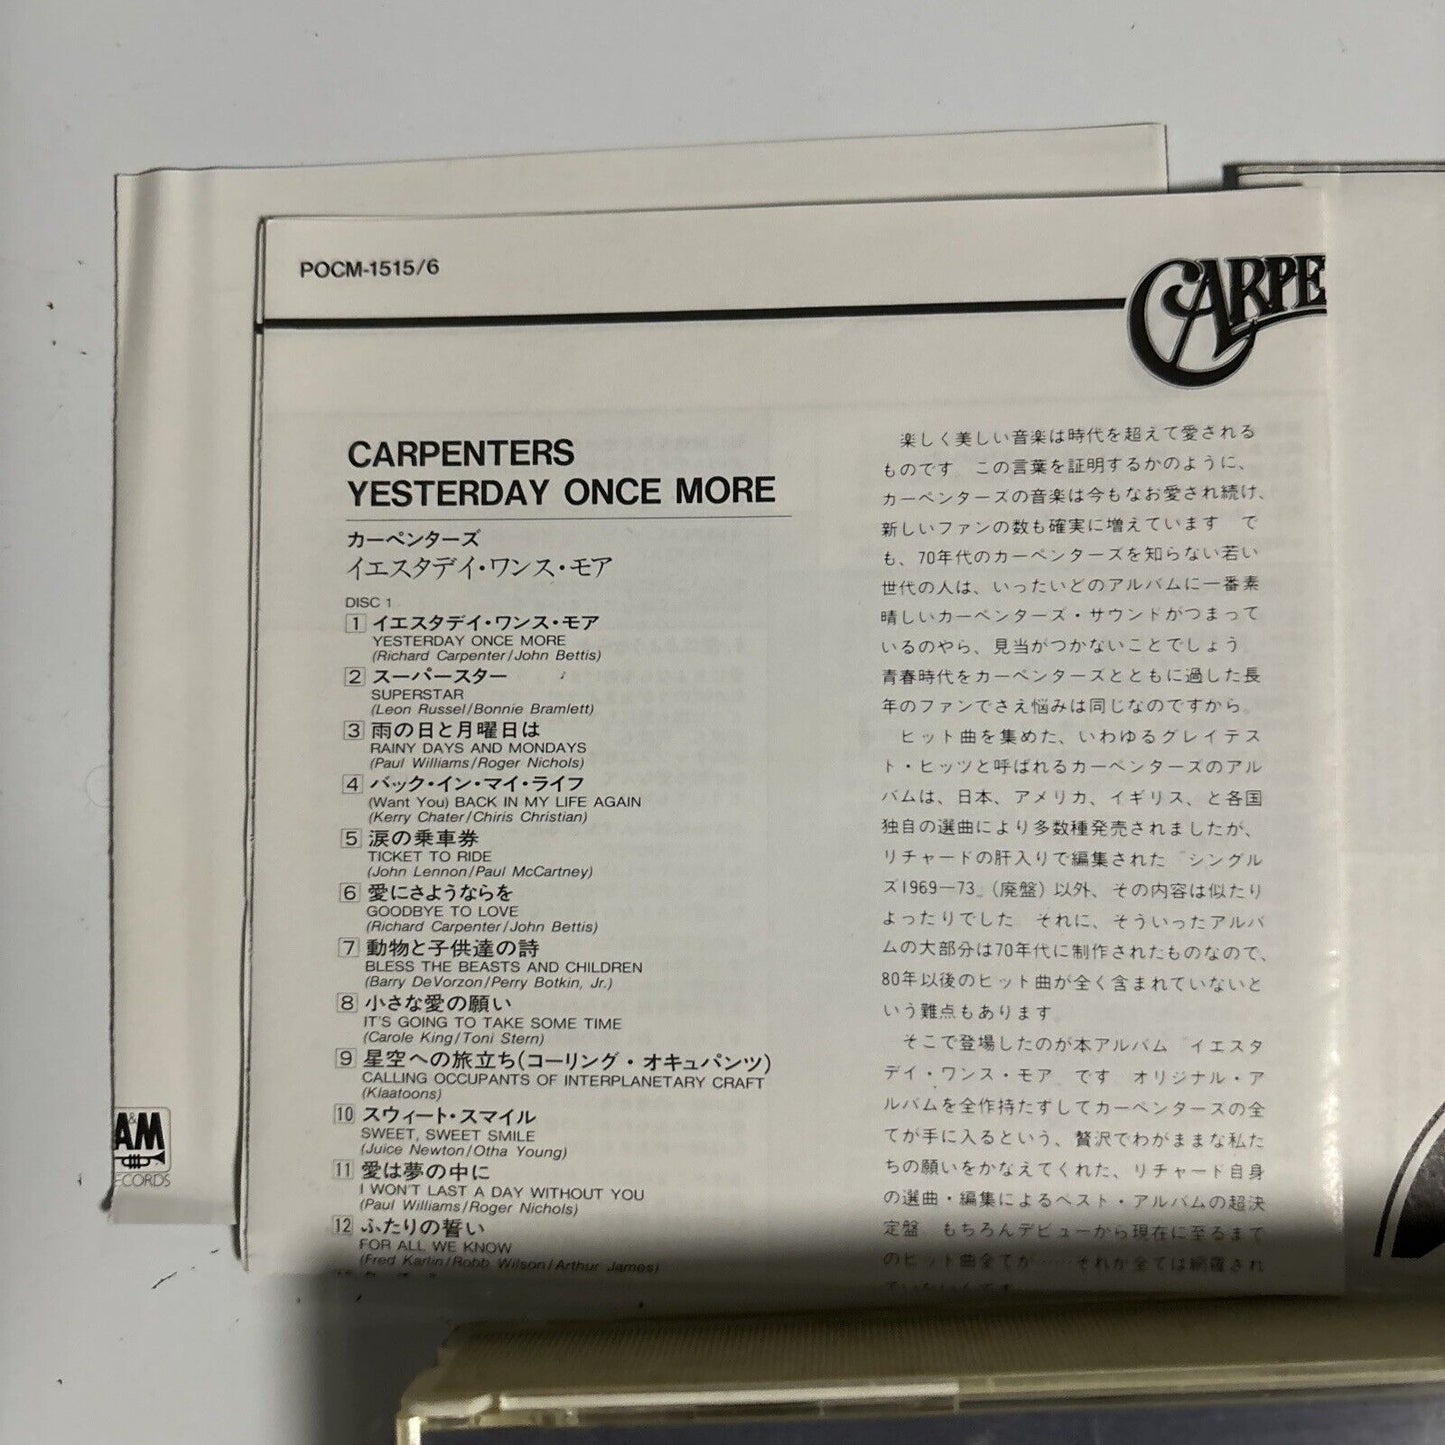 POCM-1515/6
CARPE
CARPENTERS
YESTERDAY ONCE MORE
カーペンターズ
イエスタデイ・ワンス・モア
DISC 1
1 イエスタデイ・ワンス・モア
YESTERDAY ONCE MORE
(Richard Carpenter/John Bettis)
2 スーパースター
SUPERSTAR
(Leon Russel/Bonnie Bramlett)
3 雨の日と月曜日は
RAINY DAYS AND MONDAYS
(Paul Williams/Roger Nichols)
4 バック・イン・マイ・ライフ
(Want You) BACK IN MY LIFE AGAIN
(Kerry Chater/Chiris Christian)
5 涙の乗車券
TICKET TO RIDE
(John Lennon/Paul McCartney)
6 愛にさようならを
GOODBYE TO LOVE
(Richard Carpenter/John Bettis)
7 動物と子供達の詩
BLESS THE BEASTS AND CHILDREN
(Barry DeVorzon/Perry Botkin, Jr.)
8 小さな愛の願い
IT'S GOING TO TAKE SOME TIME
(Carole King/Toni Stern)
9 星空への旅立ち(コーリング・オキュパンツ)
CALLING OCCUPANTS OF INTERPLANETARY CRAFT
(Klaatoons)
10 スウィート・スマイル
SWEET, SWEET SMILE
(Juice Newton/Otha Young)
11 愛は夢の中に
I WON'T LAST A DAY WITHOUT YOU
(Paul Williams/Roger Nichols)
12 ふたりの誓い
FOR ALL WE KNOW
(Fred Karlin/Robb Wilson/Arthur James)
楽しく美しい音楽は時代を超えて愛される
ものです。この言葉を証明するかのように、
カーペンターズの音楽は今もなお愛され続け、
新しいファンの数も確実に増えています。で
も、70年代のカーペンターズを知らない若い
世代の人は、いったいどのアルバムに一番素
晴しいカーペンターズ・サウンドがつまって
いるのやら、見当がつかないことでしょう。
青春時代をカーペンターズとともに過した長
年のファンでさえ悩みは同じなのですから。
ヒット曲を集めた、いわゆるグレイテス
ト・ヒッツと呼ばれるカーペンターズのアル
バムは、日本、アメリカ、イギリス、と各国
独自の選曲により多数種発売されましたが、
リチャードの肝入りで編集された『シングル
ズ1969—73』(廃盤)以外、その内容は似たり
よったりでした。それに、そういったアルバ
ムの大部分は70年代に制作されたものなので、
80年以後のヒット曲が全く含まれていないと
いう難点もあります。
そこで登場したのが本アルバム『イエスタ
デイ・ワンス・モア』です。オリジナル・ア
ルバムを全作持たずしてカーペンターズの全
てが手に入るという、贅沢でわがままな私た
ちの願いをかなえてくれた、リチャード自身
の選曲・編集によるベスト・アルバムの超決
定盤。もちろんデビューから現在に至るまで
のヒット曲全てが……それが全ては網羅され
ていないんです。
A&M
ECORDS